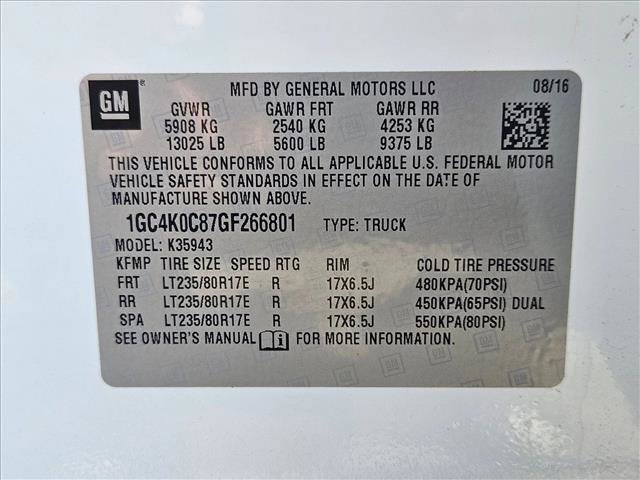 GM
MFD BY GENERAL MOTORS LLC 08/16
GVWR GAWR FRT GAWR RR
5908 KG 2540 KG 4253 KG
13025 LB 5600 LB 9375 LB
THIS VEHICLE CONFORMS TO ALL APPLICABLE U.S. FEDERAL MOTOR
VEHICLE SAFETY STANDARDS IN EFFECT ON THE DATE OF
MANUFACTURE SHOWN ABOVE.
1GC4K0C87GF266801 TYPE: TRUCK
MODEL: K35943
KFMP TIRE SIZE SPEED RTG RIM COLD TIRE PRESSURE
FRT LT235/80R17E R 17X6.5J 480KPA(70PSI)
RR LT235/80R17E R 17X6.5J 450KPA(65PSI) DUAL
SPA LT235/80R17E R 17X6.5J 550KPA(80PSI)
SEE OWNER'S MANUAL FOR MORE INFORMATION.